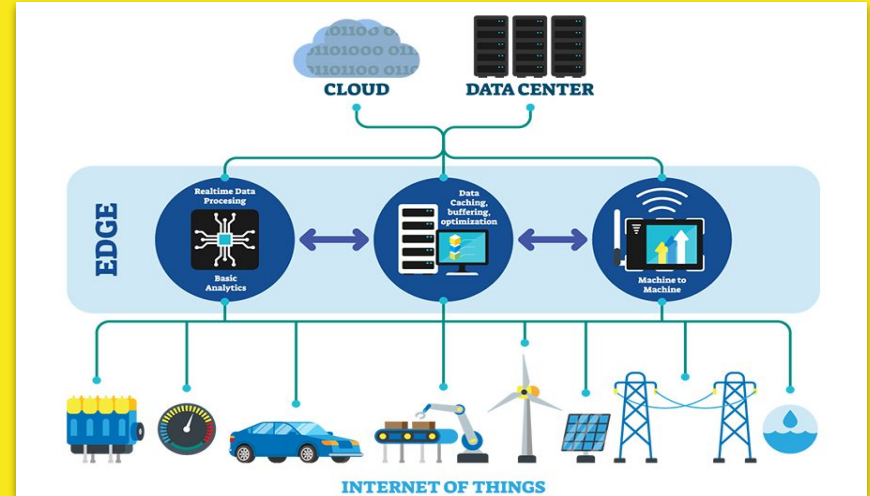 CLOUD
DATA CENTER
EDGE
Realtime Data
Procesing
Basic
Analytics
Data
Caching,
buffering,
optimization
Machine to
Machine
INTERNET OF THINGS